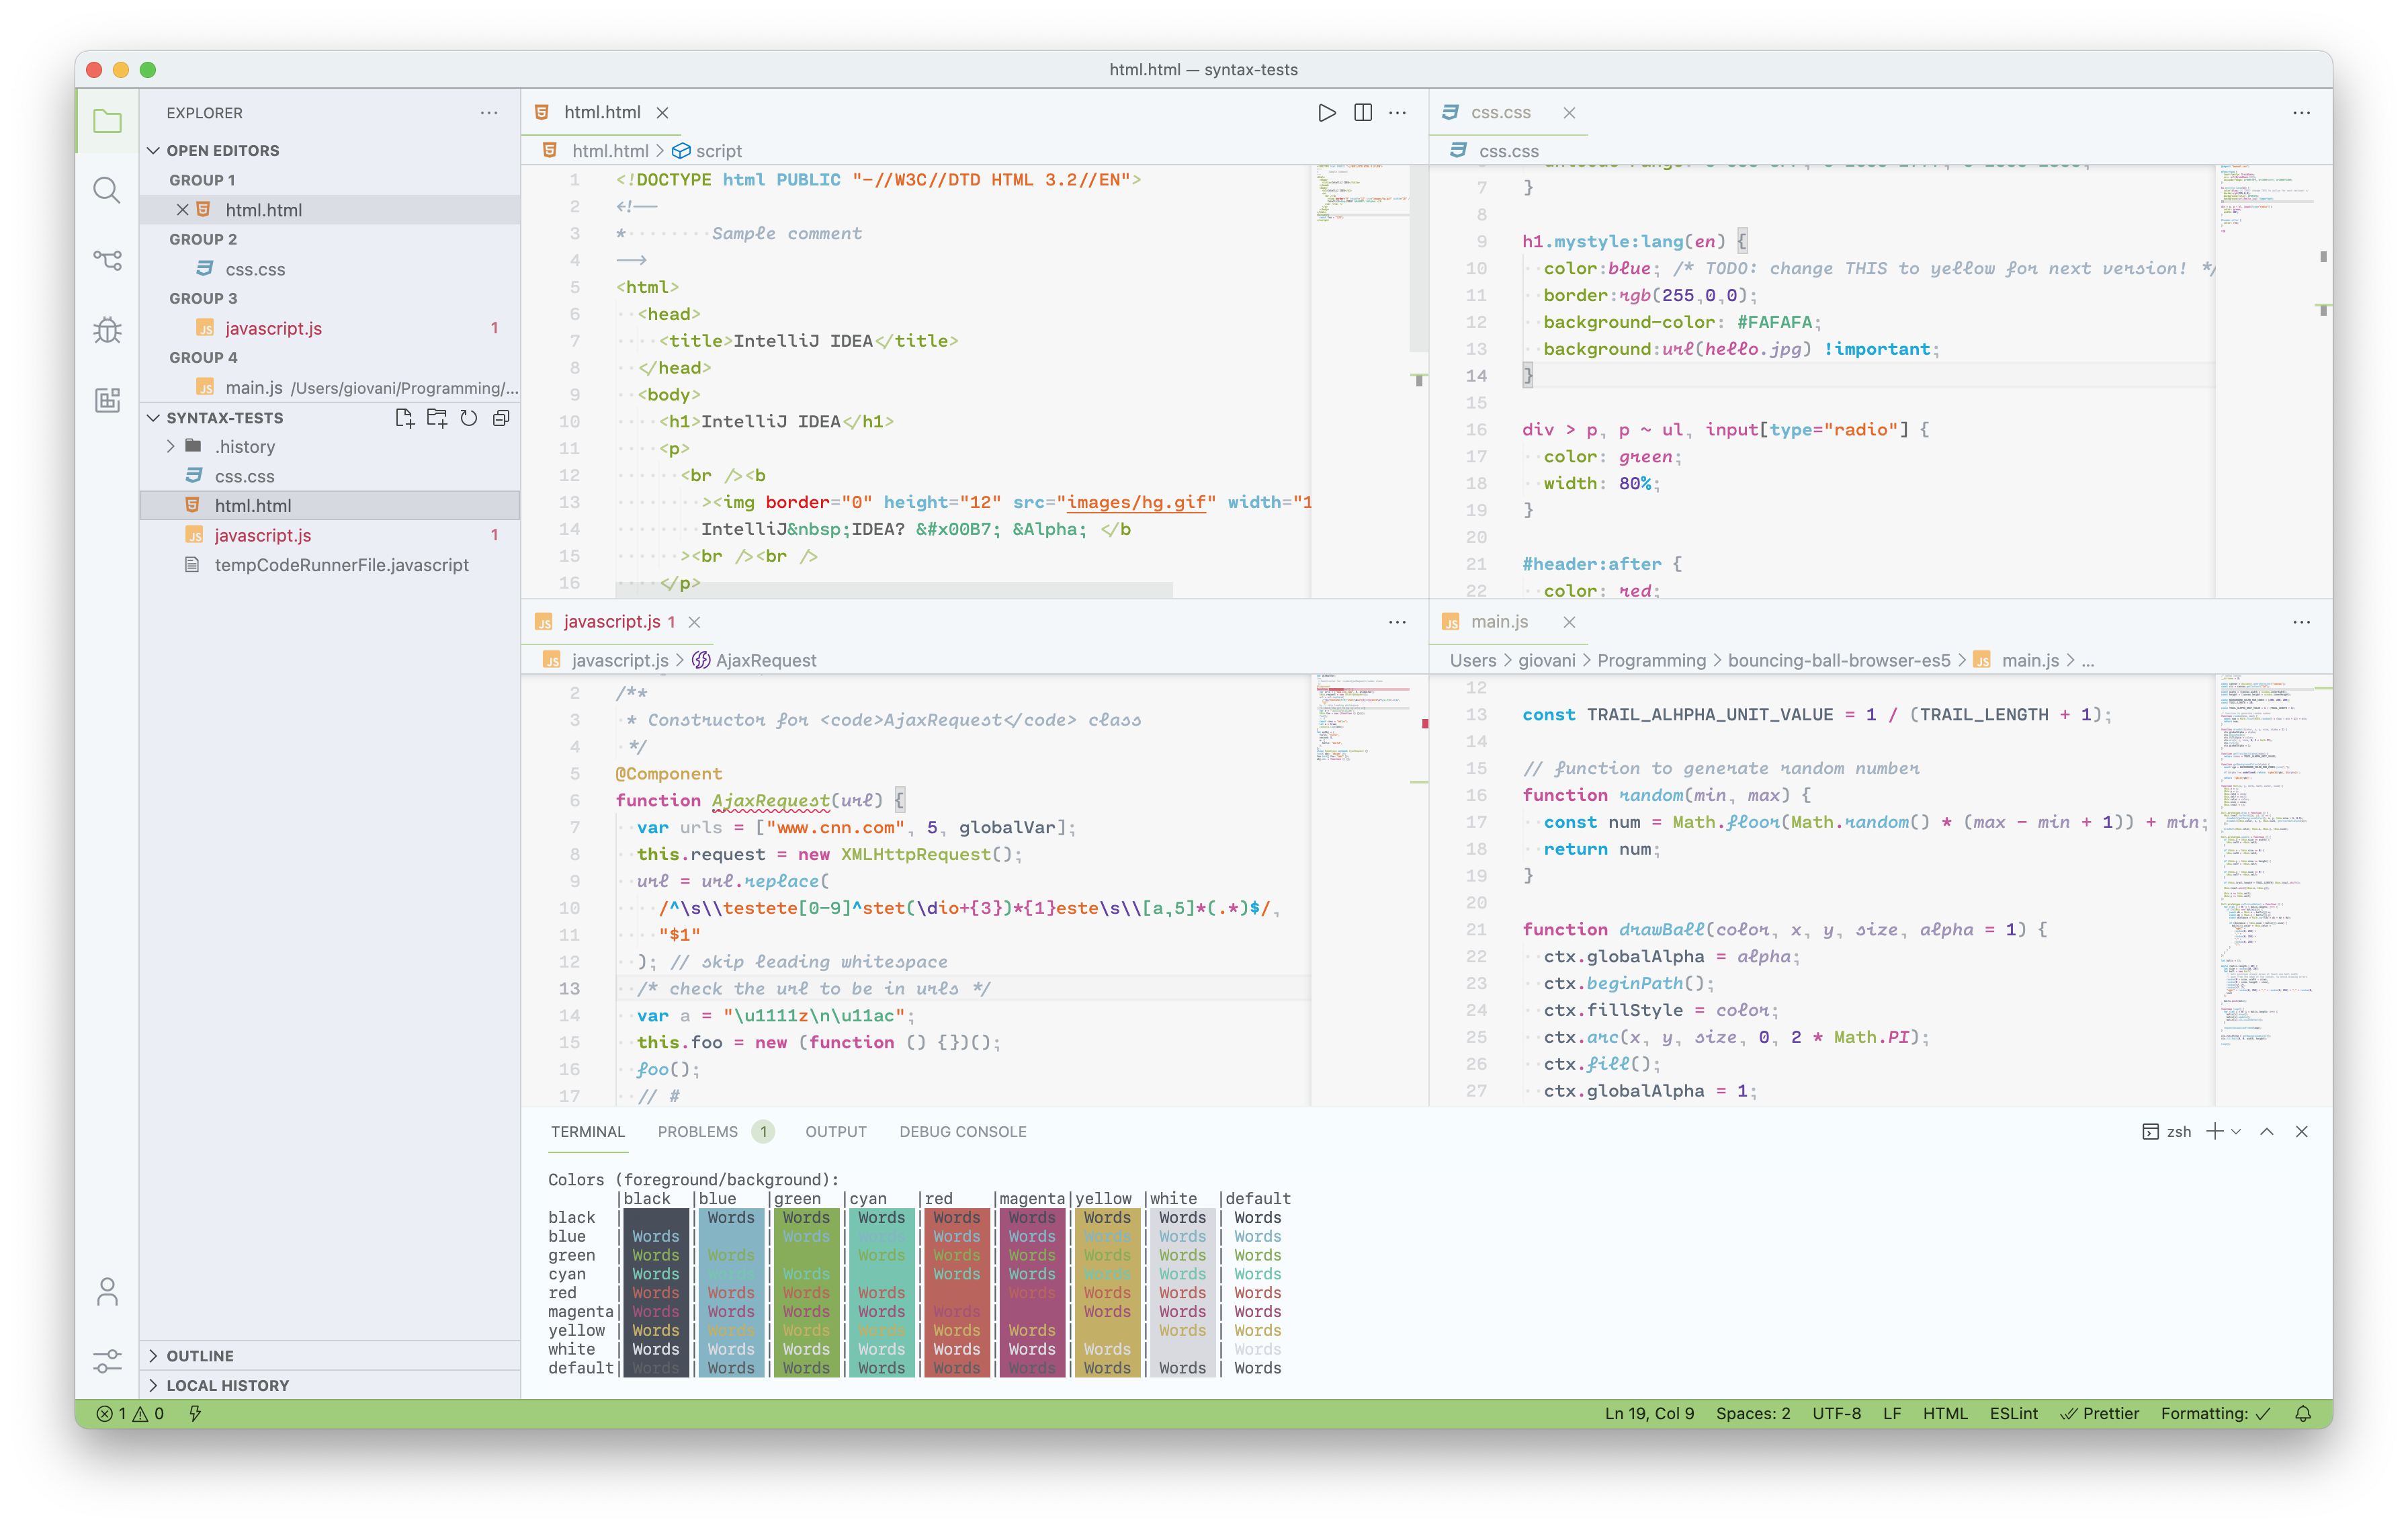 html.html — syntax-tests
EXPLORER
OPEN EDITORS
GROUP 1
html.html
GROUP 2
css.css
GROUP 3
javascript.js 1
GROUP 4
main.js /Users/giovani/Programming/...
SYNTAX-TESTS
.history
css.css
html.html
javascript.js 1
tempCodeRunnerFile.javascript
OUTLINE
LOCAL HISTORY
html.html
html.html > script
1 <!DOCTYPE html PUBLIC "-//W3C//DTD HTML 3.2//EN">
2 <!--
3 * Sample comment
4 -->
5 <html>
6 <head>
7 <title>IntelliJ IDEA</title>
8 </head>
9 <body>
10 <h1>IntelliJ IDEA</h1>
11 <p>
12 <br /><b
13 ><img border="0" height="12" src="images/hg.gif" width="1
14 IntelliJ&nbsp;IDEA? &#x00B7; &Alpha; </b
15 ><br /><br />
16 </p>
css.css
css.css
7 }
8
9 h1.mystyle:lang(en) {
10 color:blue; /* TODO: change THIS to yellow for next version! */
11 border:rgb(255,0,0);
12 background-color: #FAFAFA;
13 background:url(hello.jpg) !important;
14 }
15
16 div > p, p ~ ul, input[type="radio"] {
17 color: green;
18 width: 80%;
19 }
20
21 #header:after {
22 color: red;
javascript.js 1
JS javascript.js > AjaxRequest
2 /**
3 * Constructor for <code>AjaxRequest</code> class
4 */
5 @Component
6 function AjaxRequest(url) {
7 var urls = ["www.cnn.com", 5, globalVar];
8 this.request = new XMLHttpRequest();
9 url = url.replace(
10 /^\s\\testete[0-9]^stet(\dio+{3})*{1}este\s\\[a,5]*(.*)$/,
11 "$1"
12 ); // skip leading whitespace
13 /* check the url to be in urls */
14 var a = "\u1111z\n\u11ac";
15 this.foo = new (function () {})();
16 foo();
17 // #
main.js
Users > giovani > Programming > bouncing-ball-browser-es5 > JS main.js > ...
12
13 const TRAIL_ALHPHA_UNIT_VALUE = 1 / (TRAIL_LENGTH + 1);
14
15 // function to generate random number
16 function random(min, max) {
17 const num = Math.floor(Math.random() * (max - min + 1)) + min;
18 return num;
19 }
20
21 function drawBall(color, x, y, size, alpha = 1) {
22 ctx.globalAlpha = alpha;
23 ctx.beginPath();
24 ctx.fillStyle = color;
25 ctx.arc(x, y, size, 0, 2 * Math.PI);
26 ctx.fill();
27 ctx.globalAlpha = 1;
TERMINAL PROBLEMS 1 OUTPUT DEBUG CONSOLE zsh
Colors (foreground/background):
|black |blue |green |cyan |red |magenta|yellow |white |default
black | | Words | Words | Words | Words | Words | Words | Words | Words
blue | Words | | Words | | Words | Words | Words | Words | Words
green | Words | Words | | Words | Words | Words | Words | Words | Words
cyan | Words | | Words | | Words | Words | Words | Words | Words
red | Words | Words | Words | Words | | Words | Words | Words | Words
magenta| Words | Words | Words | Words | Words | | Words | Words | Words
yellow | Words | Words | Words | Words | Words | Words | | Words | Words
white | Words | Words | Words | Words | Words | Words | Words | | Words
default| Words | Words | Words | Words | Words | Words | Words | Words | Words
1 0 Ln 19, Col 9 Spaces: 2 UTF-8 LF HTML ESLint Prettier Formatting: